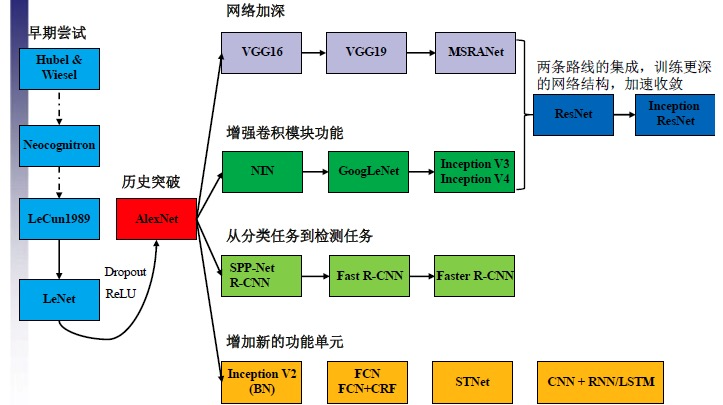 早期尝试
Hubel &
Wiesel
Neocognitron
LeCun1989
LeNet
Dropout
ReLU
历史突破
AlexNet
网络加深
VGG16
VGG19
MSRANet
增强卷积模块功能
NIN
GoogLeNet
Inception V3
Inception V4
两条路线的集成，训练更深
的网络结构，加速收敛
ResNet
Inception
ResNet
从分类任务到检测任务
SPP-Net
R-CNN
Fast R-CNN
Faster R-CNN
增加新的功能单元
Inception V2
(BN)
FCN
FCN+CRF
STNet
CNN + RNN/LSTM